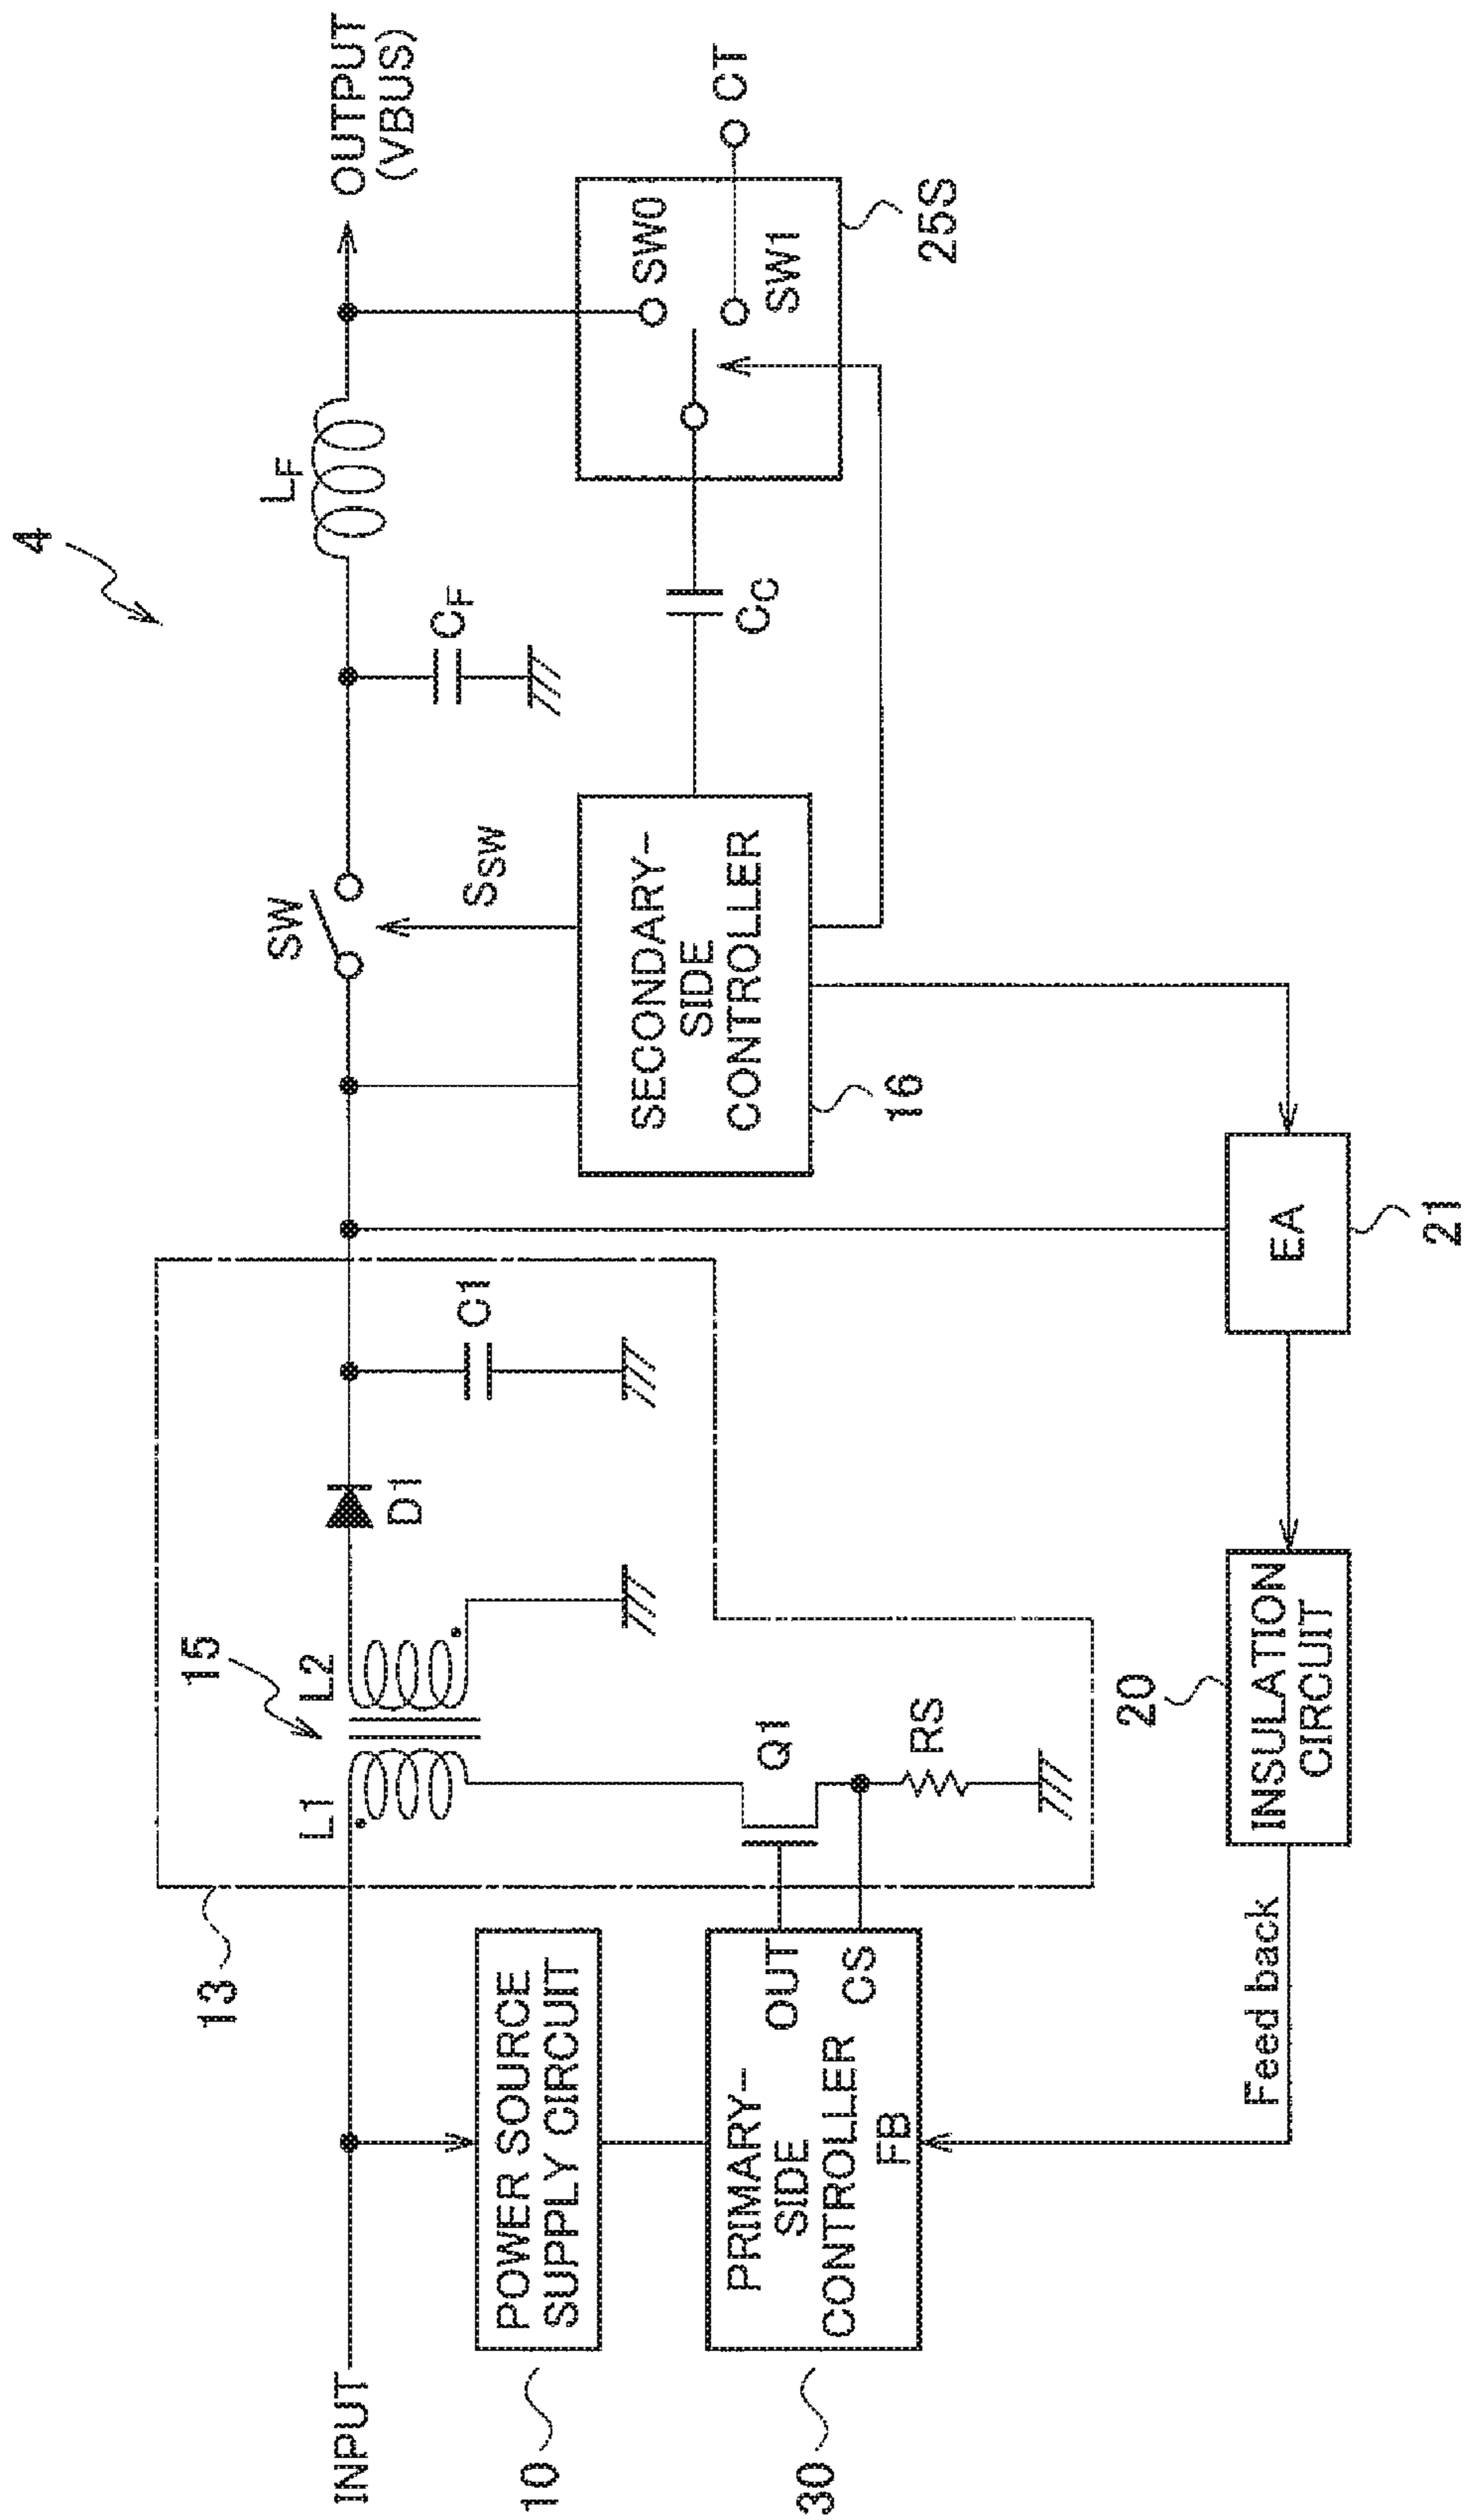 4
INPUT
10
POWER SOURCE
SUPPLY CIRCUIT
30
PRIMARY-
SIDE
CONTROLLER
OUT
CS
FB
13
15
L1
L2
D1
C1
Q1
RS
SW
SSW
LF
CF
OUTPUT
(VBUS)
SECONDARY-
SIDE
CONTROLLER
16
CC
SW0
SW1
CT
25S
Feed back
20
INSULATION
CIRCUIT
EA
21